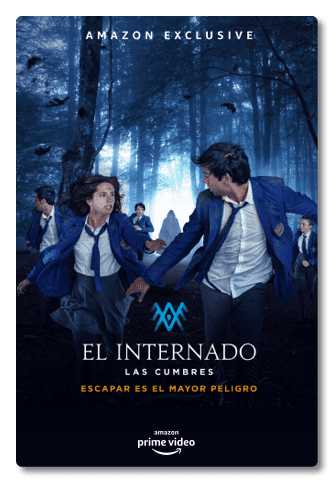 AMAZON EXCLUSIVE
EL INTERNADO
LAS CUMBRES
ESCAPAR ES EL MAYOR PELIGRO
amazon
prime video